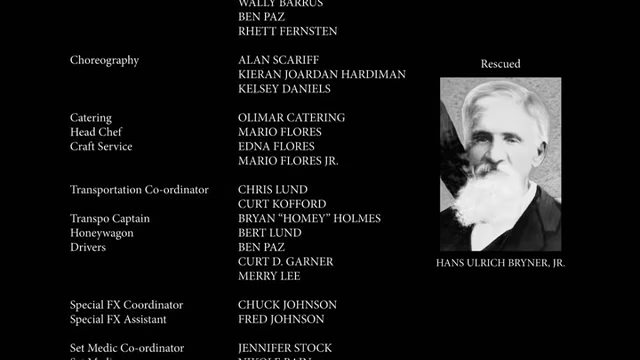 WALLY BARRUS
BEN PAZ
RHETT FERNSTEN
Choreography ALAN SCARIFF
KIERAN JOARDAN HARDIMAN
KELSEY DANIELS
Catering OLIMAR CATERING
Head Chef MARIO FLORES
Craft Service EDNA FLORES
MARIO FLORES JR.
Transportation Co-ordinator CHRIS LUND
CURT KOFFORD
Transpo Captain BRYAN “HOMEY” HOLMES
Honeywagon BERT LUND
Drivers BEN PAZ
CURT D. GARNER
MERRY LEE
Special FX Coordinator CHUCK JOHNSON
Special FX Assistant FRED JOHNSON
Set Medic Co-ordinator JENNIFER STOCK
Rescued
HANS ULRICH BRYNER, JR.